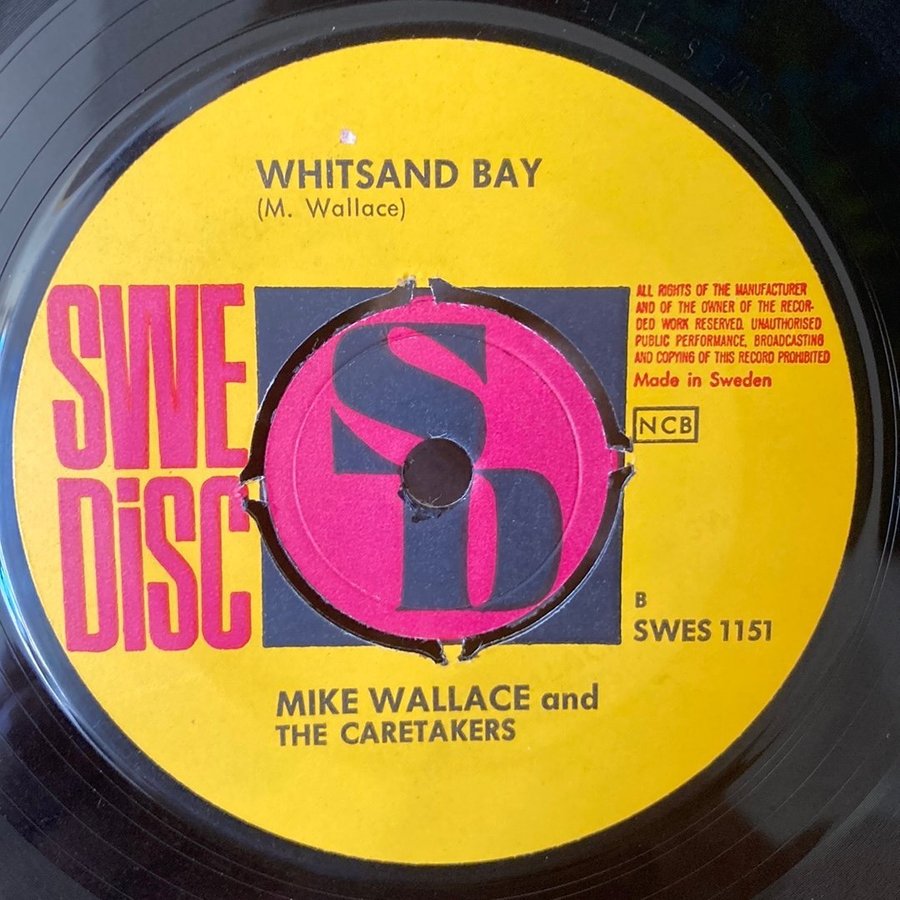 WHITSAND BAY
(M. Wallace)
SWE
DiSC
SD
ALL RIGHTS OF THE MANUFACTURER
AND OF THE OWNER OF THE RECOR-
DED WORK RESERVED. UNAUTHORISED
PUBLIC PERFORMANCE, BROADCASTING
AND COPYING OF THIS RECORD PROHIBITED
Made in Sweden
NCB
B
SWES 1151
MIKE WALLACE and
THE CARETAKERS